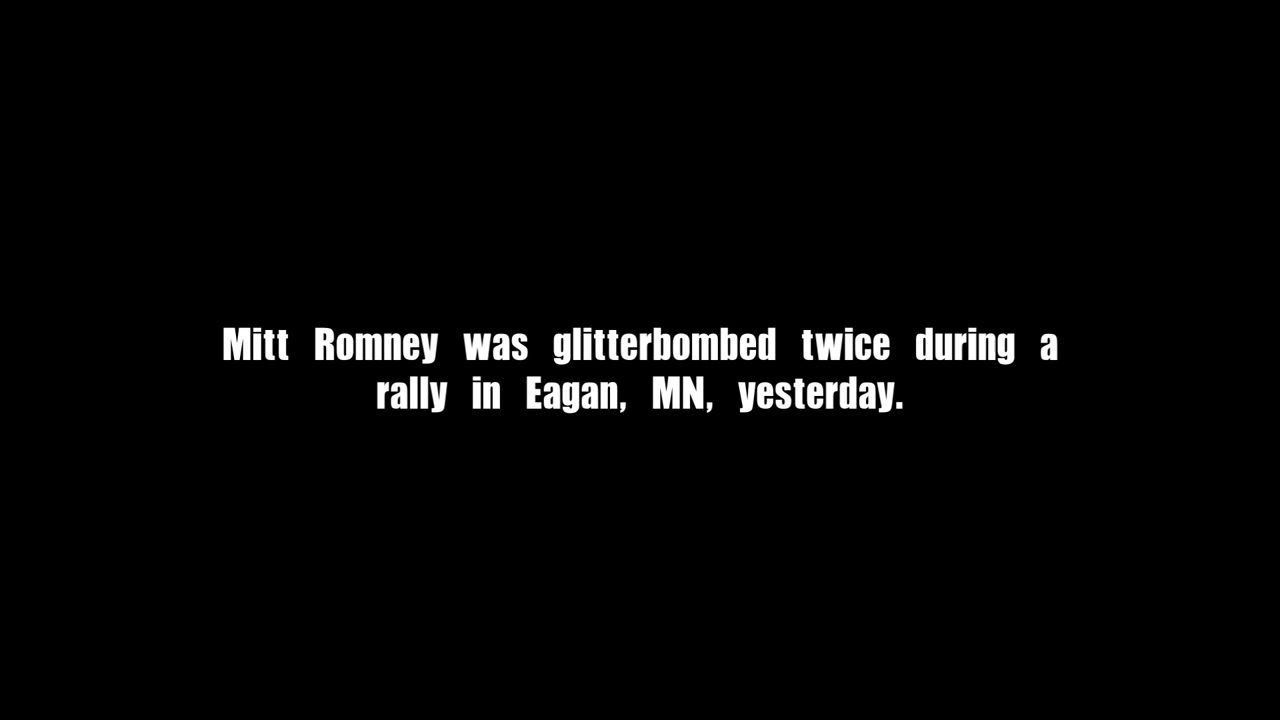 Mitt Romney was glitterbombed twice during a
rally in Eagan, MN, yesterday.